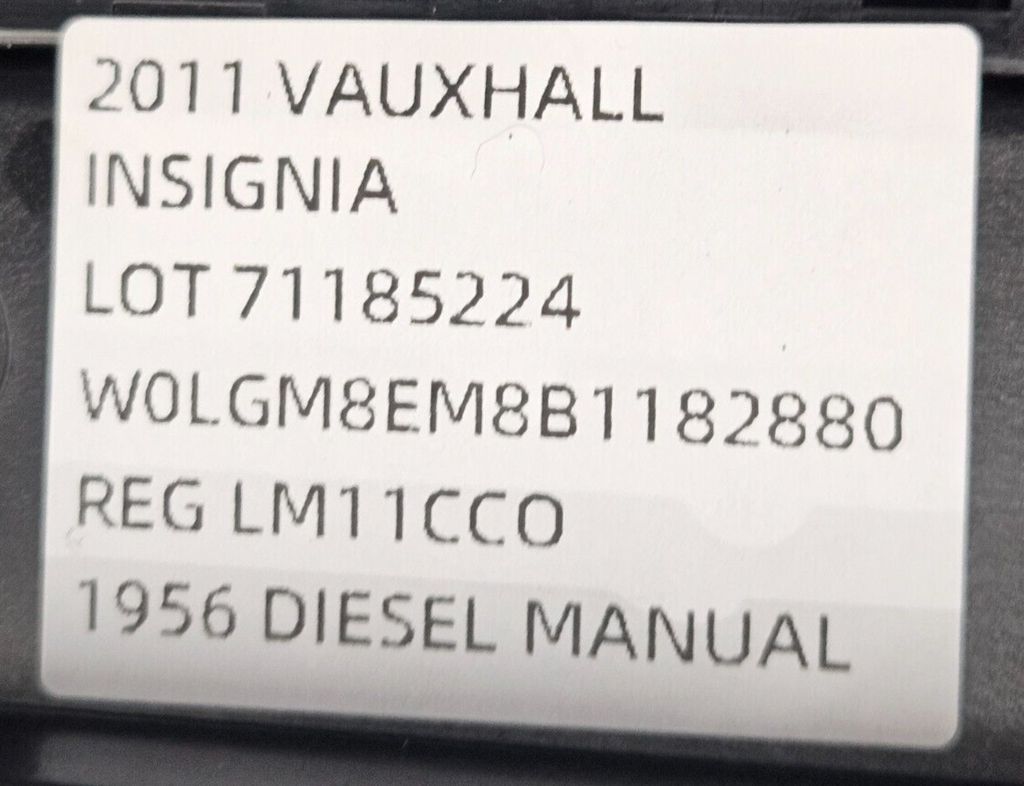 2011 VAUXHALL
INSIGNIA
LOT 71185224
W0LGM8EM8B1182880
REG LM11CCO
1956 DIESEL MANUAL